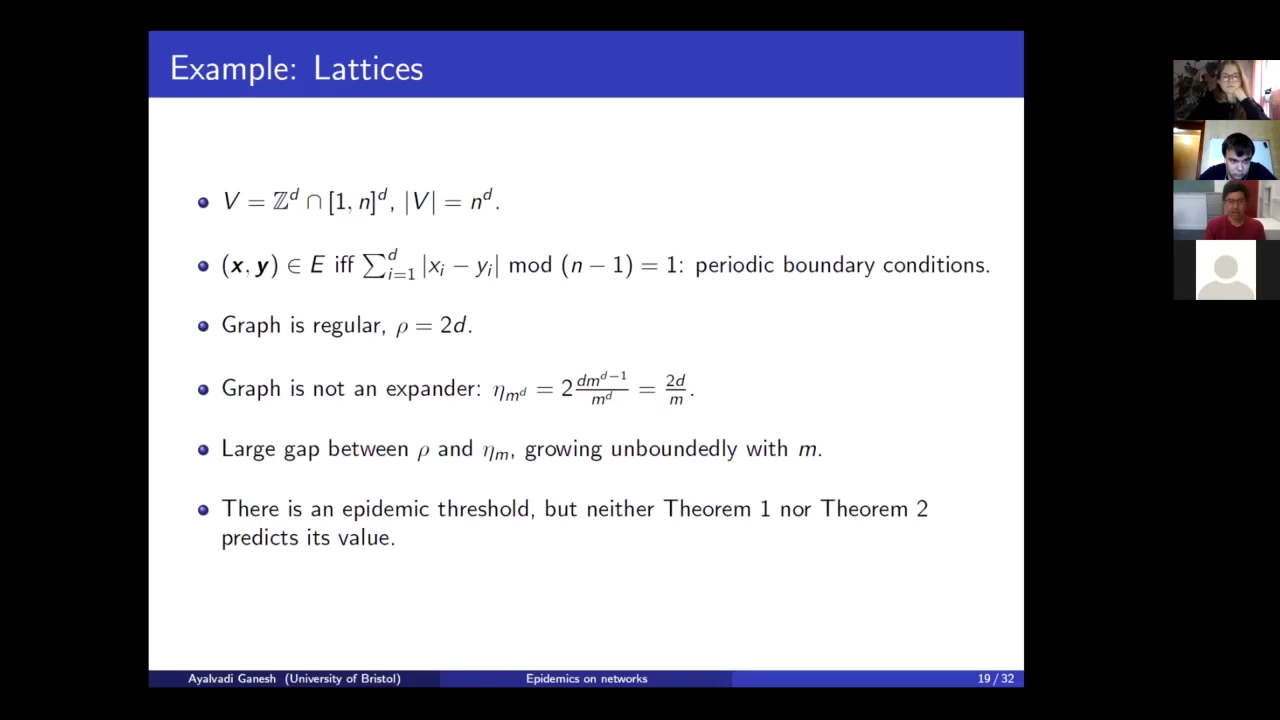 Example: Lattices
V = ℤ^d ∩ [1, n]^d, |V| = n^d.
(x, y) ∈ E iff ∑_{i=1}^d |x_i − y_i| mod (n − 1) = 1: periodic boundary conditions.
Graph is regular, ρ = 2d.
Graph is not an expander: η_{m^d} = 2 \frac{dm^{d−1}}{m^d} = \frac{2d}{m}.
Large gap between ρ and η_m, growing unboundedly with m.
There is an epidemic threshold, but neither Theorem 1 nor Theorem 2
predicts its value.
Ayalvadi Ganesh (University of Bristol) Epidemics on networks 19 / 32